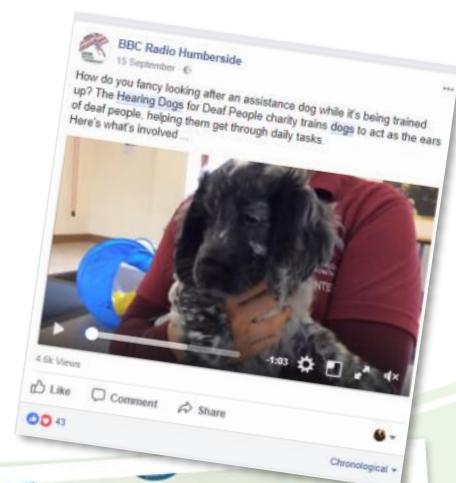 BBC Radio Humberside
15 September
How do you fancy looking after an assistance dog while it's being trained
up? The Hearing Dogs for Deaf People charity trains dogs to act as the ears
of deaf people, helping them get through daily tasks.
Here's what's involved ...
-1:03
4.6k Views
Like Comment Share
43
Chronological